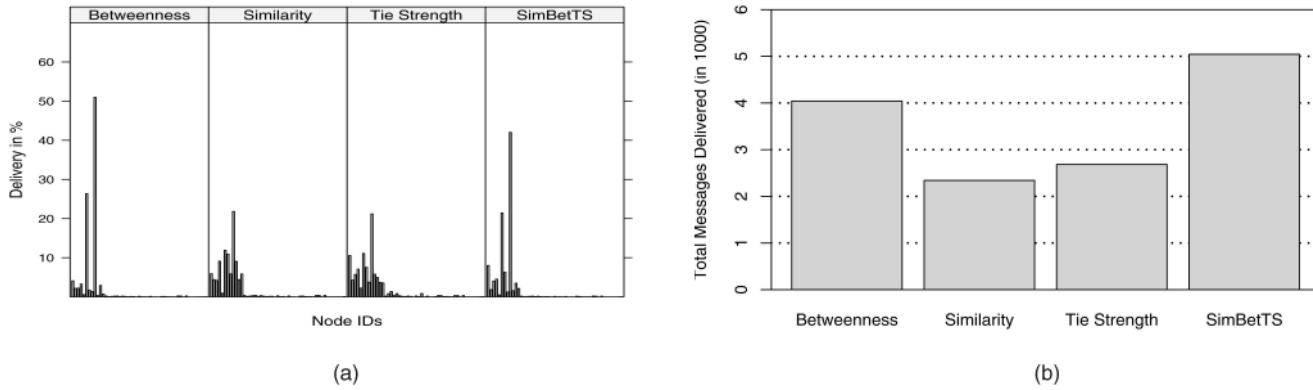 Betweenness Similarity Tie Strength SimBetTS
60
50
40
30
20
10
Delivery in %
Node IDs
(a)
6
5
4
3
2
1
0
Total Messages Delivered (in 1000)
Betweenness Similarity Tie Strength SimBetTS
(b)